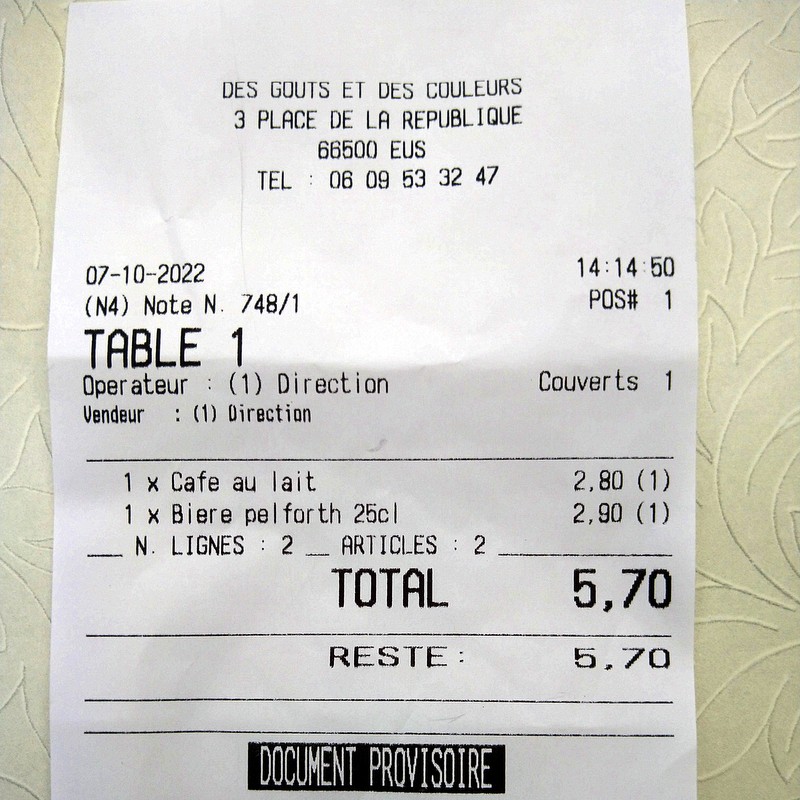 DES GOUTS ET DES COULEURS
3 PLACE DE LA REPUBLIQUE
66500 EUS
TEL : 06 09 53 32 47
07-10-2022 14:14:50
(N4) Note N. 748/1 POS# 1
TABLE 1
Operateur : (1) Direction Couverts 1
Vendeur : (1) Direction
1 x Cafe au lait 2,80 (1)
1 x Biere pelforth 25cl 2,90 (1)
N. LIGNES : 2 ARTICLES : 2
TOTAL 5,70
RESTE: 5,70
DOCUMENT PROVISOIRE